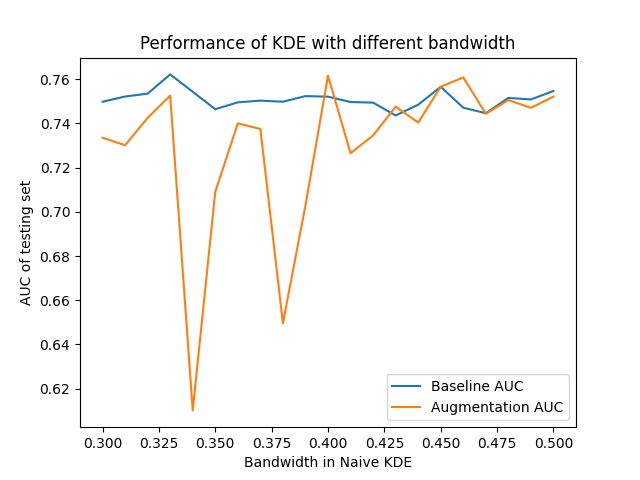 Performance of KDE with different bandwidth
AUC of testing set
0.76
0.74
0.72
0.70
0.68
0.66
0.64
0.62
Baseline AUC
Augmentation AUC
0.300 0.325 0.350 0.375 0.400 0.425 0.450 0.475 0.500
Bandwidth in Naive KDE